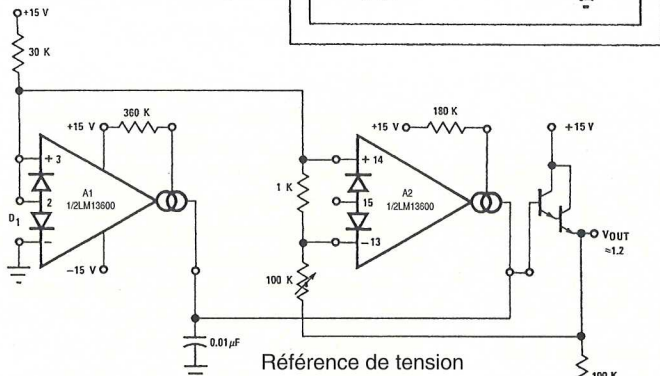 +15 V
30 K
360 K
+15 V
+ 3
A1
1/2LM13600
2
D1
−
−15 V
0.01µF
180 K
+15 V
+ 14
A2
1/2LM13600
15
−13
1 K
100 K
+15 V
VOUT
≈1.2
Référence de tension